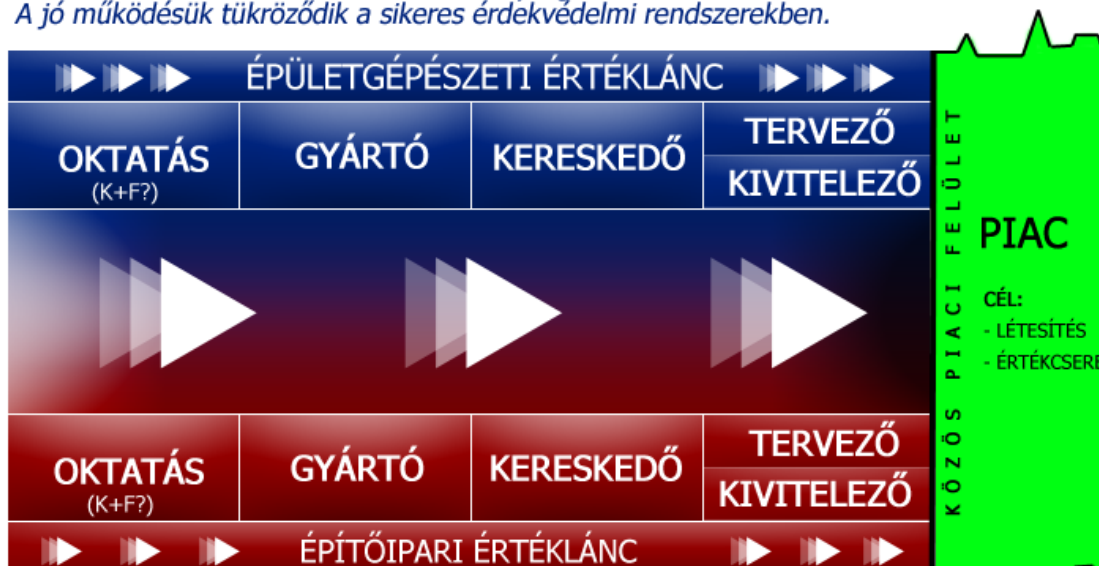 A jó működésük tükröződik a sikeres érdekvédelmi rendszerekben.
ÉPÜLETGÉPÉSZETI ÉRTÉKLÁNC
OKTATÁS
(K+F?)
GYÁRTÓ
KERESKEDŐ
TERVEZŐ
KIVITELEZŐ
OKTATÁS
(K+F?)
GYÁRTÓ
KERESKEDŐ
TERVEZŐ
KIVITELEZŐ
ÉPÍTŐIPARI ÉRTÉKLÁNC
KÖZÖS PIACI FELÜLET
PIAC
CÉL:
- LÉTESÍTÉS
- ÉRTÉKCSERE